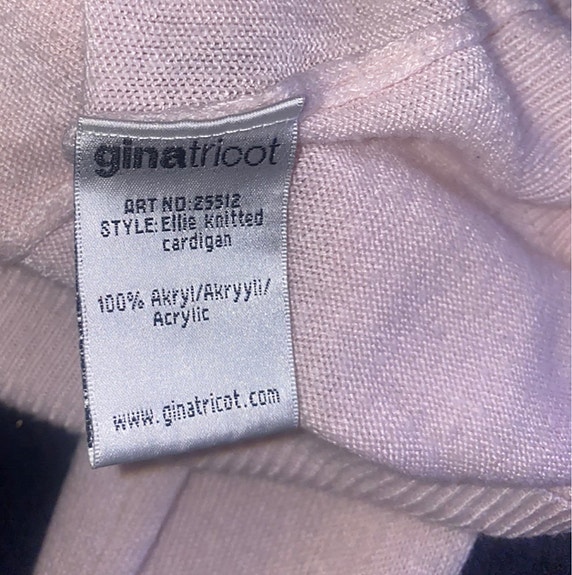 ginatricot
ART NO:25512
STYLE:Ellie knitted
cardigan
100% Akryl/Akryyli/
Acrylic
www.ginatricot.com